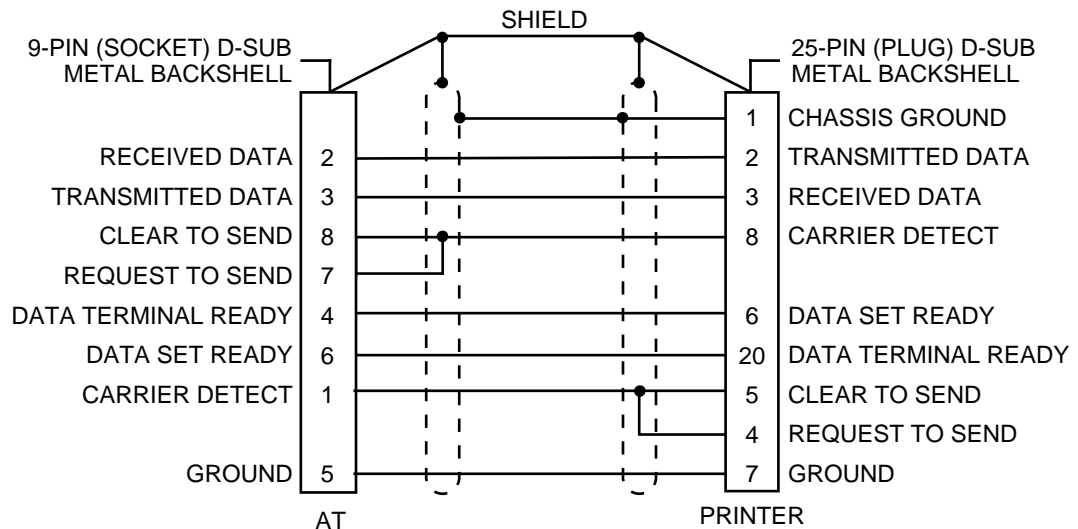 SHIELD
9-PIN (SOCKET) D-SUB
METAL BACKSHELL
25-PIN (PLUG) D-SUB
METAL BACKSHELL
1 CHASSIS GROUND
RECEIVED DATA 2 2 TRANSMITTED DATA
TRANSMITTED DATA 3 3 RECEIVED DATA
CLEAR TO SEND 8 8 CARRIER DETECT
REQUEST TO SEND 7
DATA TERMINAL READY 4 6 DATA SET READY
DATA SET READY 6 20 DATA TERMINAL READY
CARRIER DETECT 1 5 CLEAR TO SEND
4 REQUEST TO SEND
GROUND 5 7 GROUND
AT PRINTER